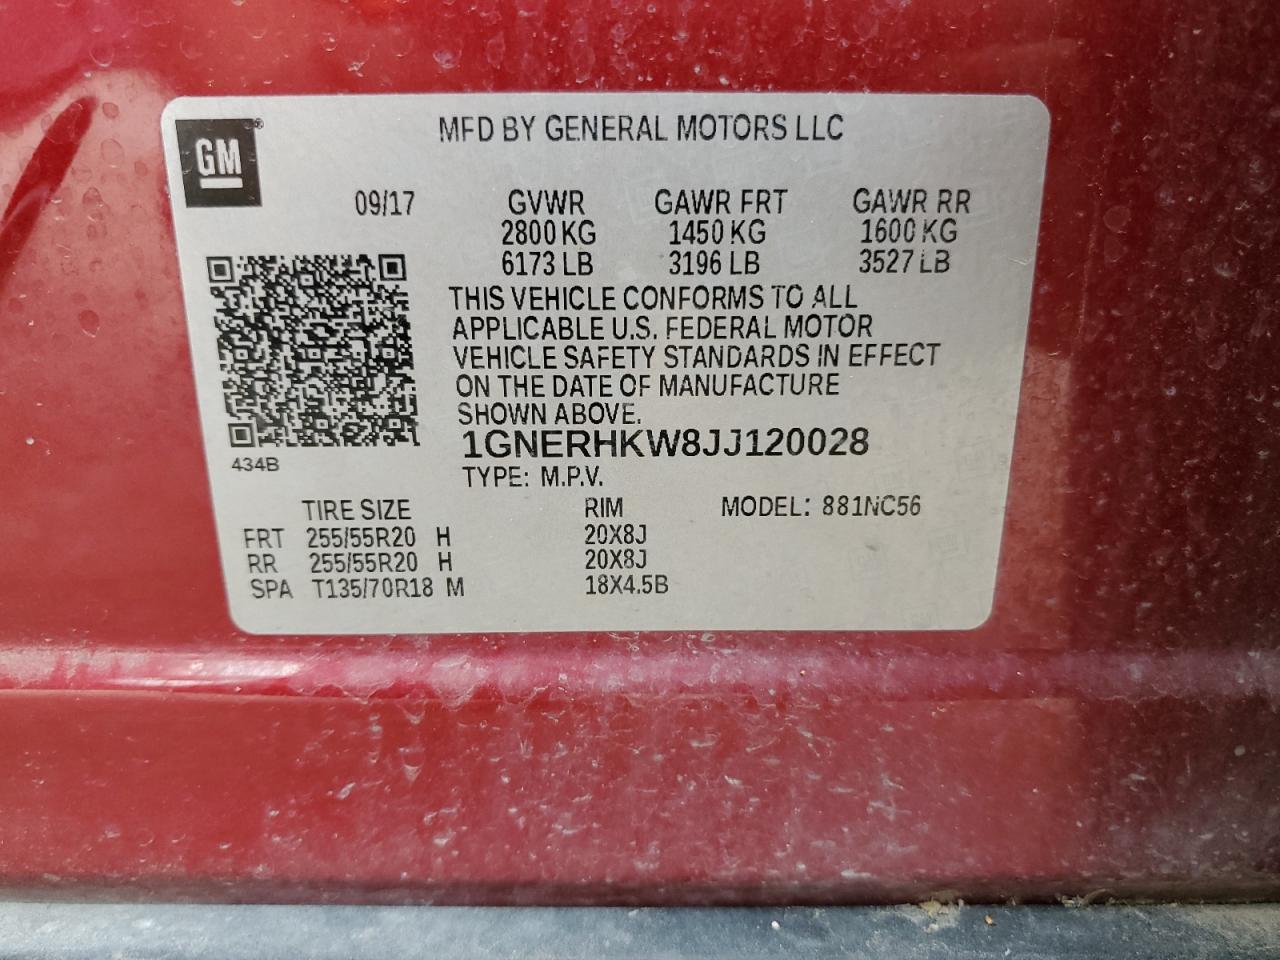 GM®
MFD BY GENERAL MOTORS LLC
09/17 GVWR GAWR FRT GAWR RR
2800 KG 1450 KG 1600 KG
6173 LB 3196 LB 3527 LB
THIS VEHICLE CONFORMS TO ALL
APPLICABLE U.S. FEDERAL MOTOR
VEHICLE SAFETY STANDARDS IN EFFECT
ON THE DATE OF MANUFACTURE
SHOWN ABOVE.
1GNERHKW8JJ120028
434B
TYPE: M.P.V.
TIRE SIZE RIM MODEL: 881NC56
FRT 255/55R20 H 20X8J
RR 255/55R20 H 20X8J
SPA T135/70R18 M 18X4.5B